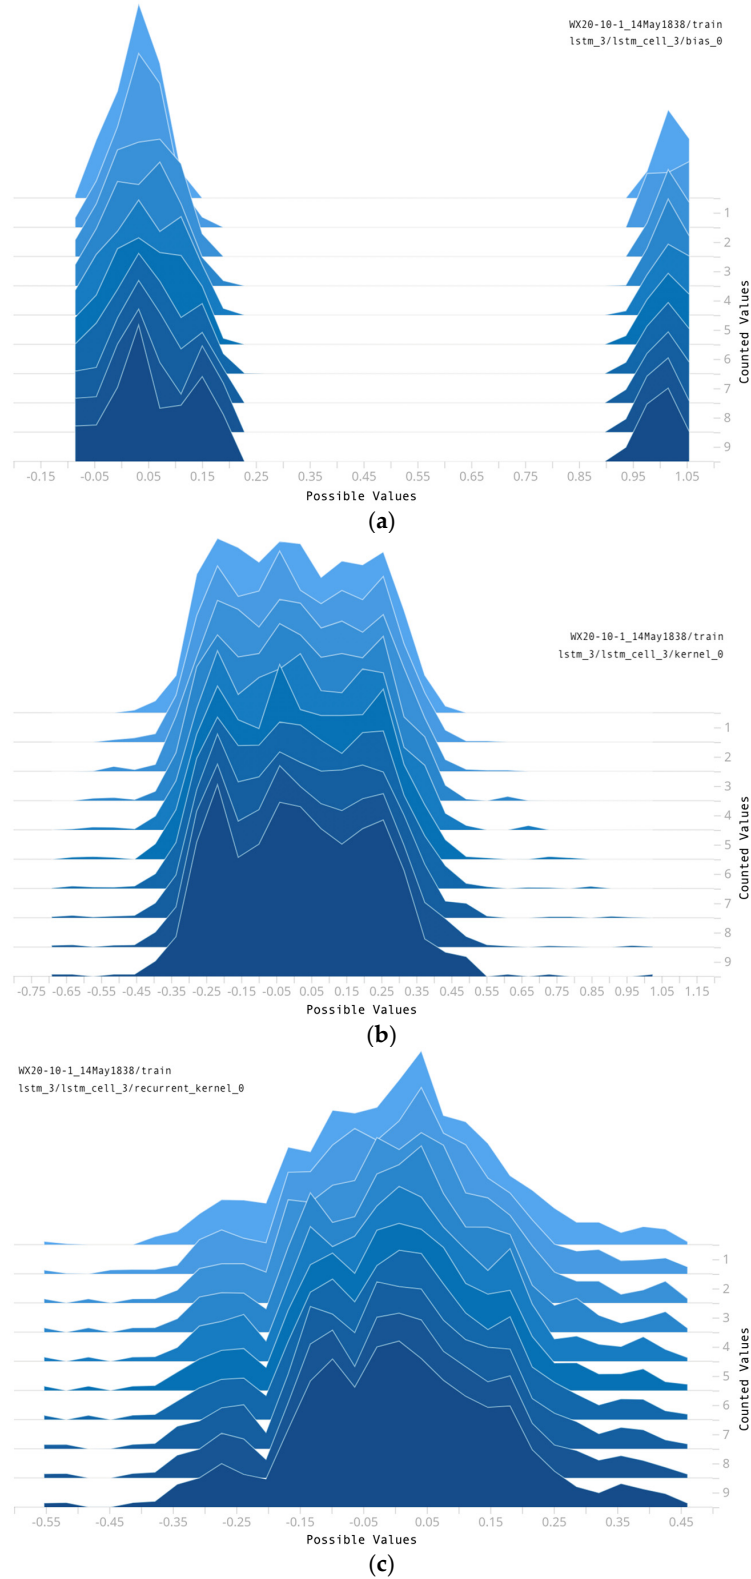 WX20-10-1_14May1838/train
lstm_3/lstm_cell_3/bias_0
1
2
3
4
5
6
7
8
9
Counted Values
-0.15 -0.05 0.05 0.15 0.25 0.35 0.45 0.55 0.65 0.75 0.85 0.95 1.05
Possible Values
(a)
WX20-10-1_14May1838/train
lstm_3/lstm_cell_3/kernel_0
1
2
3
4
5
6
7
8
9
Counted Values
-0.75 -0.65 -0.55 -0.45 -0.35 -0.25 -0.15 -0.05 0.05 0.15 0.25 0.35 0.45 0.55 0.65 0.75 0.85 0.95 1.05 1.15
Possible Values
(b)
WX20-10-1_14May1838/train
lstm_3/lstm_cell_3/recurrent_kernel_0
1
2
3
4
5
6
7
8
9
Counted Values
-0.55 -0.45 -0.35 -0.25 -0.15 -0.05 0.05 0.15 0.25 0.35 0.45
Possible Values
(c)